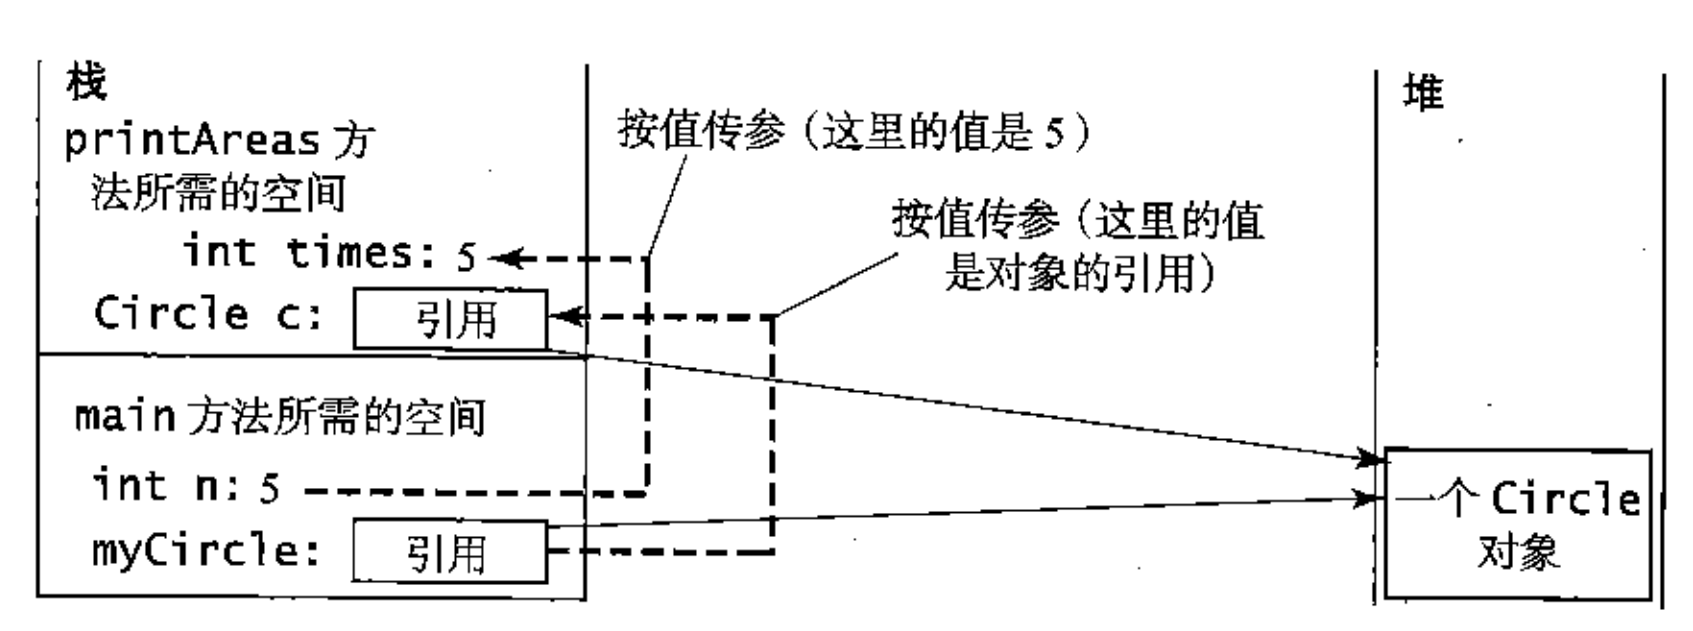 栈
printAreas 方
法所需的空间
int times: 5
Circle c: 引用
main 方法所需的空间
int n: 5
myCircle: 引用
按值传参（这里的值是 5）
按值传参（这里的值
是对象的引用）
堆
一个 Circle
对象